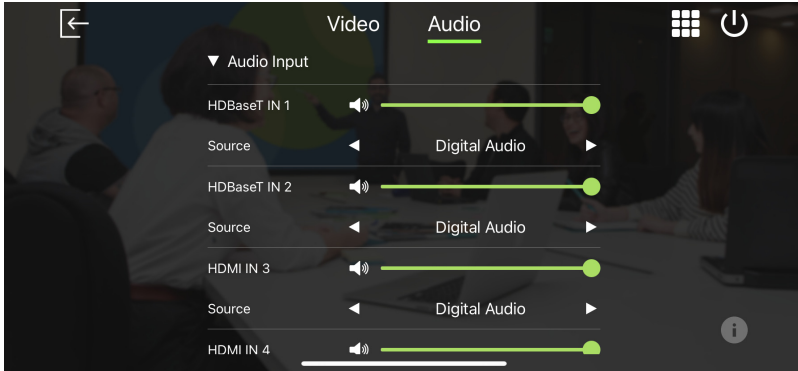 Video Audio
▼ Audio Input
HDBaseT IN 1
Source ◀ Digital Audio ▶
HDBaseT IN 2
Source ◀ Digital Audio ▶
HDMI IN 3
Source ◀ Digital Audio ▶
HDMI IN 4